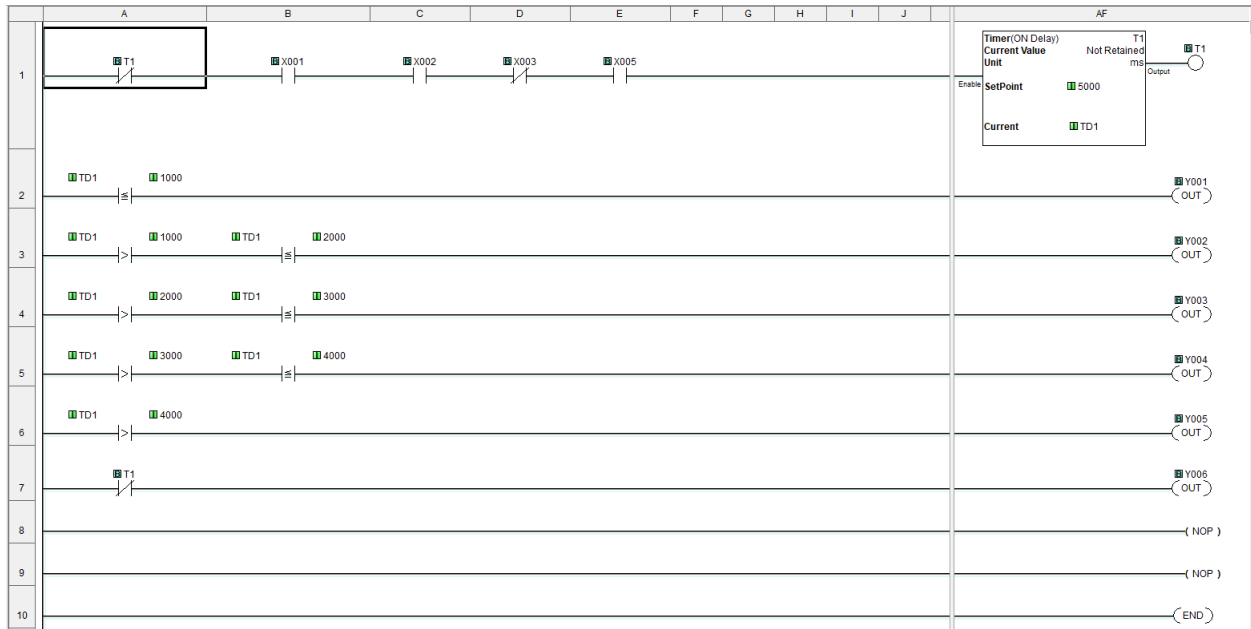 A B C D E F G H I J AF
1
T1 X001 X002 X003 X005
Timer(ON Delay) T1
Current Value Not Retained
Unit ms
Enable SetPoint 5000
Current TD1
Output
T1
2
TD1 ≤ 1000
Y001
OUT
3
TD1 > 1000 TD1 ≤ 2000
Y002
OUT
4
TD1 > 2000 TD1 ≤ 3000
Y003
OUT
5
TD1 > 3000 TD1 ≤ 4000
Y004
OUT
6
TD1 > 4000
Y005
OUT
7
T1
Y006
OUT
8
( NOP )
9
( NOP )
10
( END )